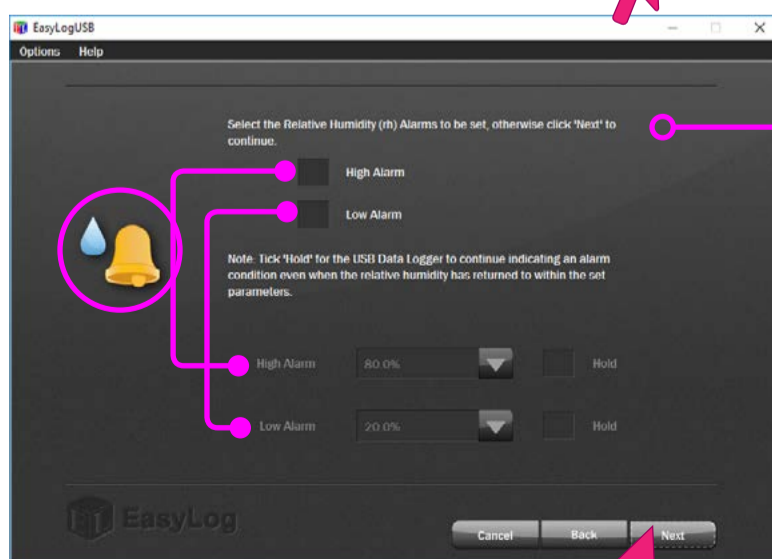 EasyLogUSB
Options Help
Select the Relative Humidity (rh) Alarms to be set, otherwise click 'Next' to
continue.
High Alarm
Low Alarm
Note: Tick 'Hold' for the USB Data Logger to continue indicating an alarm
condition even when the relative humidity has returned to within the set
parameters.
High Alarm 80.0% Hold
Low Alarm 20.0% Hold
EasyLog
Cancel Back Next